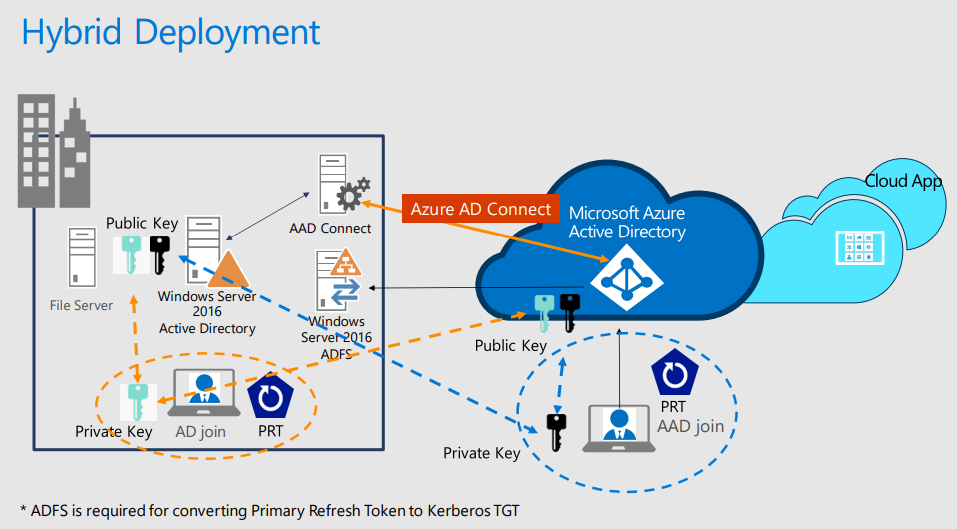 Hybrid Deployment
Cloud App
Azure AD Connect
Microsoft Azure
Active Directory
Public Key
AAD Connect
File Server
Windows Server
2016
Active Directory
Windows
Server 2016
ADFS
Public Key
PRT
AAD join
Private Key
AD join
PRT
Private Key
* ADFS is required for converting Primary Refresh Token to Kerberos TGT